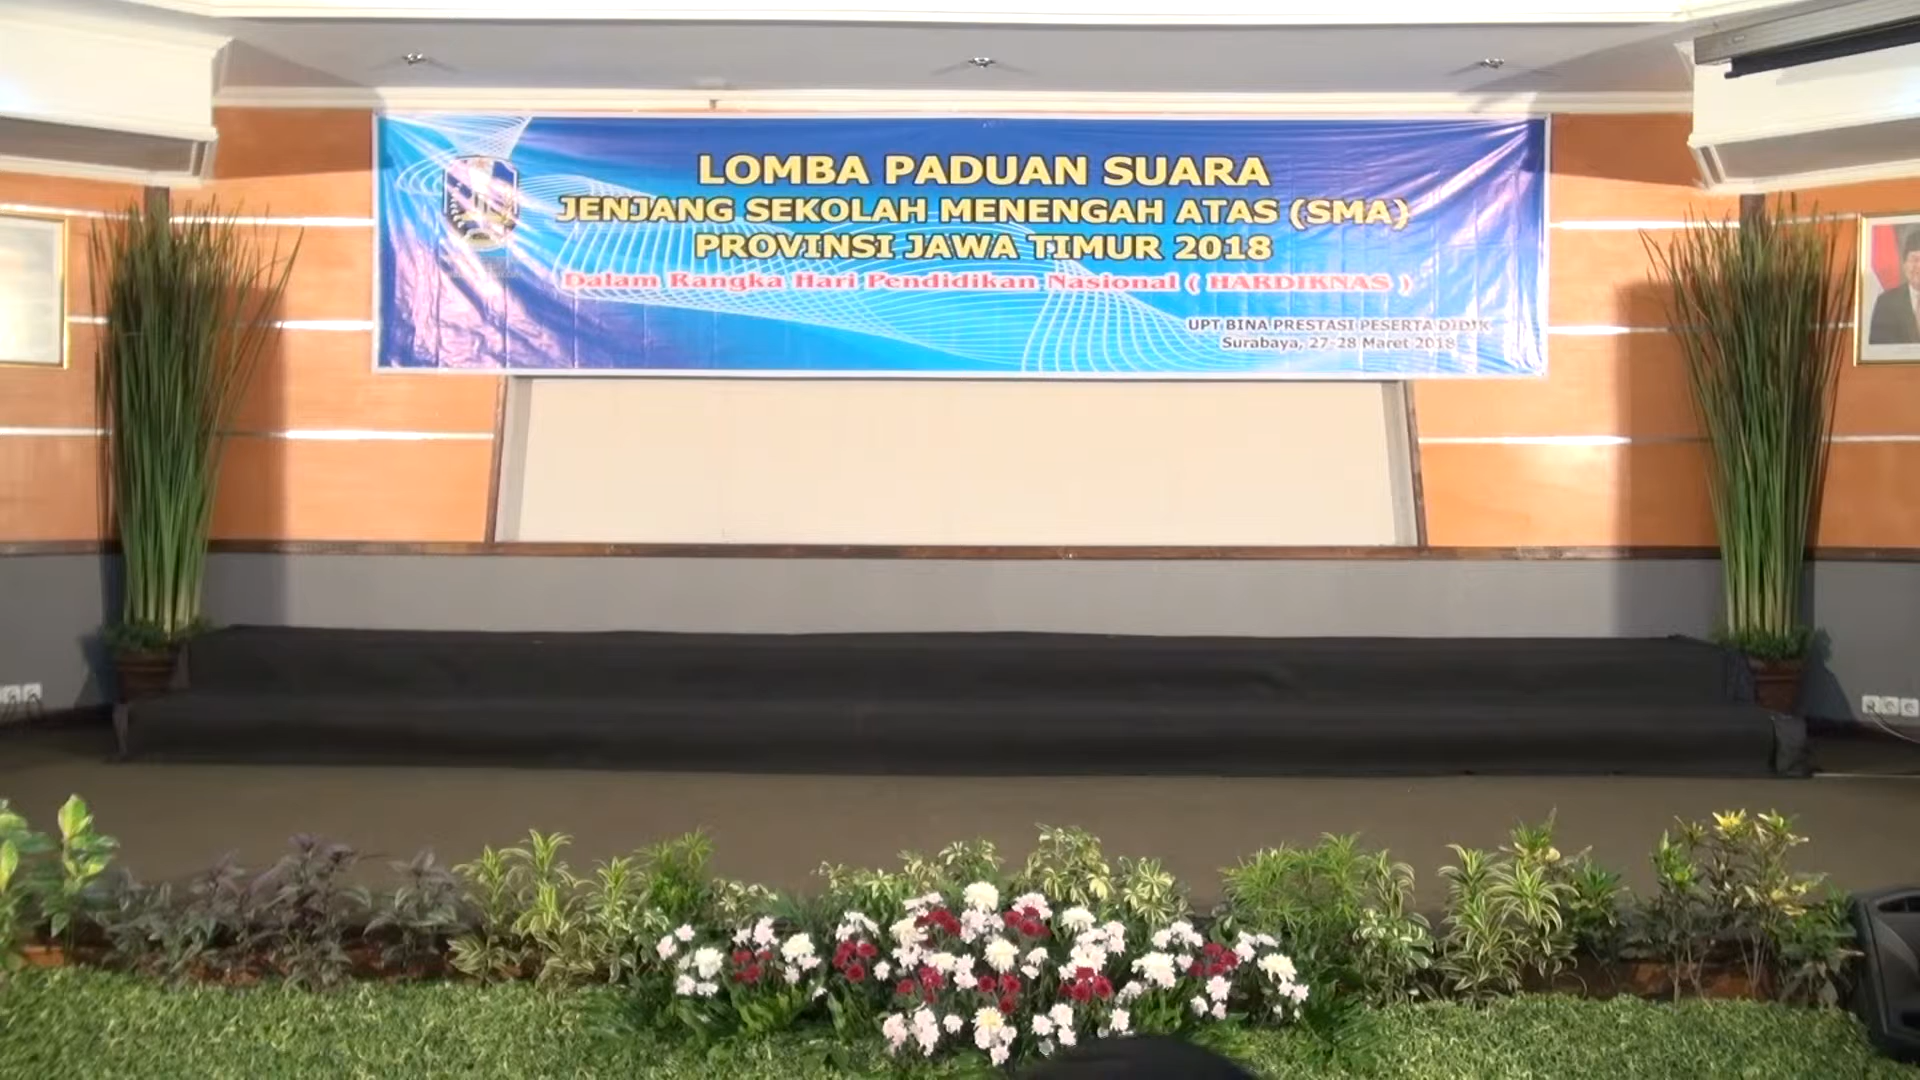 LOMBA PADUAN SUARA
JENJANG SEKOLAH MENENGAH ATAS (SMA)
PROVINSI JAWA TIMUR 2018
Dalam Rangka Hari Pendidikan Nasional ( HARDIKNAS )
UPT BINA PRESTASI PESERTA DIDIK
Surabaya, 27-28 Maret 2018